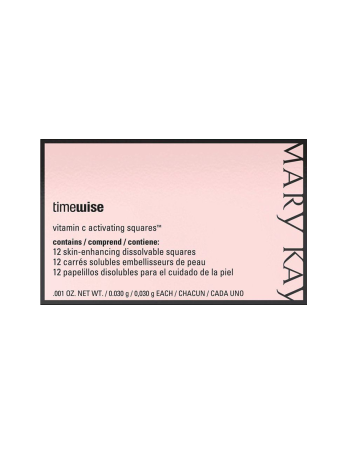 timewise
vitamin c activating squares™
contains / comprend / contiene:
12 skin-enhancing dissolvable squares
12 carrés solubles embellisseurs de peau
12 papelillos disolubles para el cuidado de la piel
.001 OZ. NET WT. / 0.030 g / 0,030 g EACH / CHACUN / CADA UNO
MARY KAY